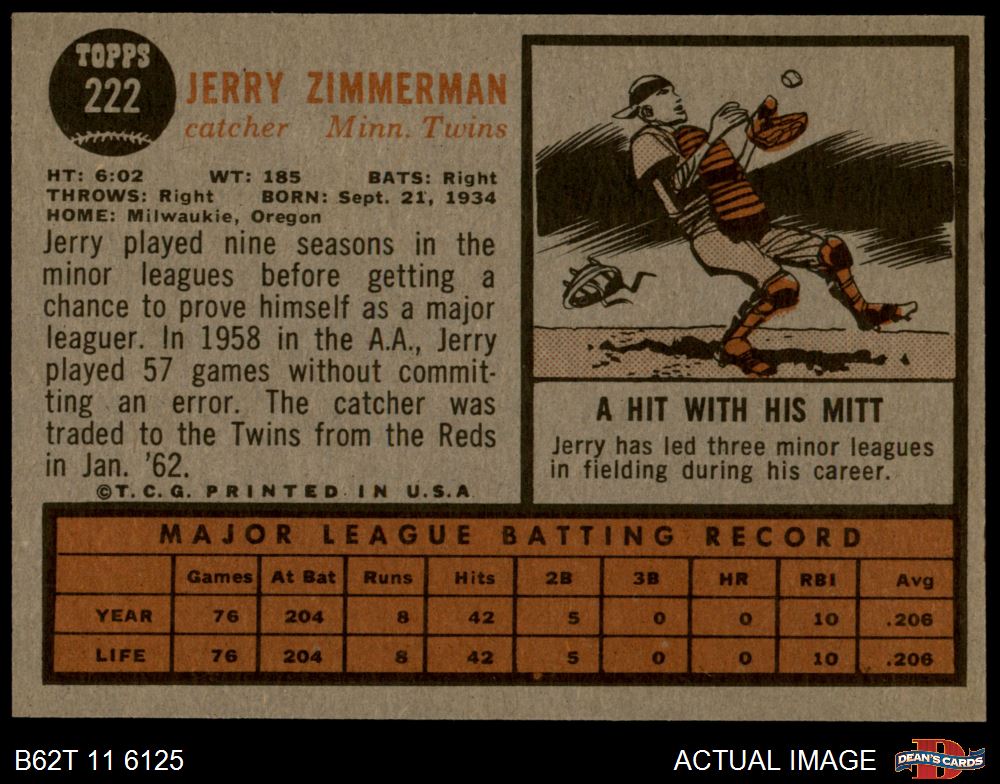 TOPPS
222
JERRY ZIMMERMAN
catcher Minn. Twins
HT: 6:02 WT: 185 BATS: Right
THROWS: Right BORN: Sept. 21, 1934
HOME: Milwaukie, Oregon
Jerry played nine seasons in the
minor leagues before getting a
chance to prove himself as a major
leaguer. In 1958 in the A.A., Jerry
played 57 games without commit-
ting an error. The catcher was
traded to the Twins from the Reds
in Jan. '62.
©T.C.G. PRINTED IN U.S.A.
A HIT WITH HIS MITT
Jerry has led three minor leagues
in fielding during his career.
MAJOR LEAGUE BATTING RECORD
Games At Bat Runs Hits 2B 3B HR RBI Avg
YEAR 76 204 8 42 5 0 0 10 .206
LIFE 76 204 8 42 5 0 0 10 .206
B62T 11 6125 ACTUAL IMAGE D DEAN'S CARDS